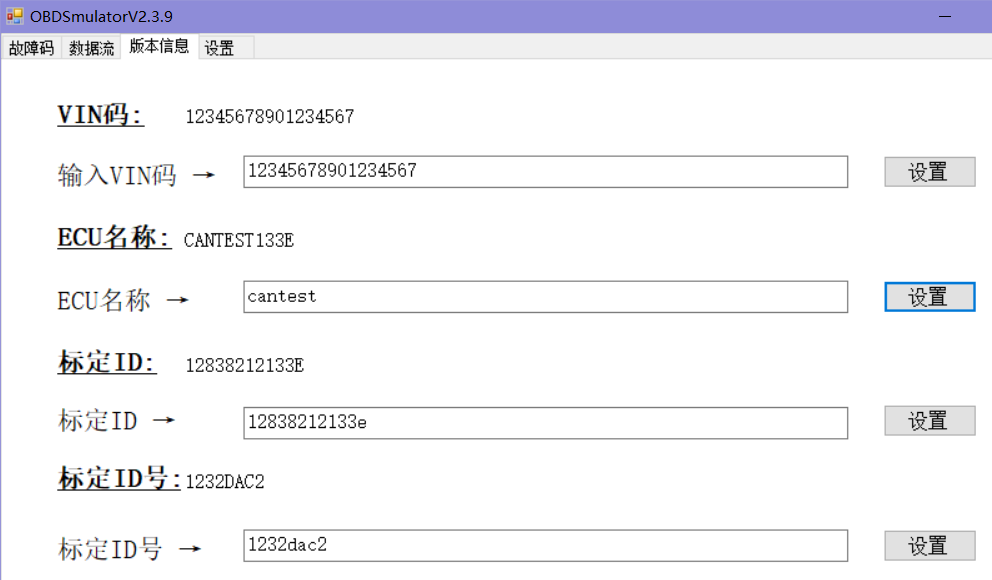 OBDSmulatorV2.3.9
故障码 数据流 版本信息 设置
VIN码: 12345678901234567
输入VIN码 → 12345678901234567 设置
ECU名称: CANTEST133E
ECU名称 → cantest 设置
标定ID: 12838212133E
标定ID → 12838212133e 设置
标定ID号: 1232DAC2
标定ID号 → 1232dac2 设置